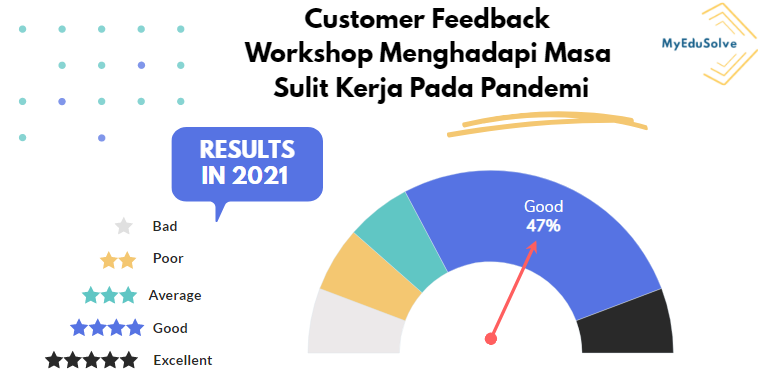 Customer Feedback
Workshop Menghadapi Masa
Sulit Kerja Pada Pandemi
MyEduSolve
RESULTS
IN 2021
Bad
Poor
Average
Good
Excellent
Good
47%